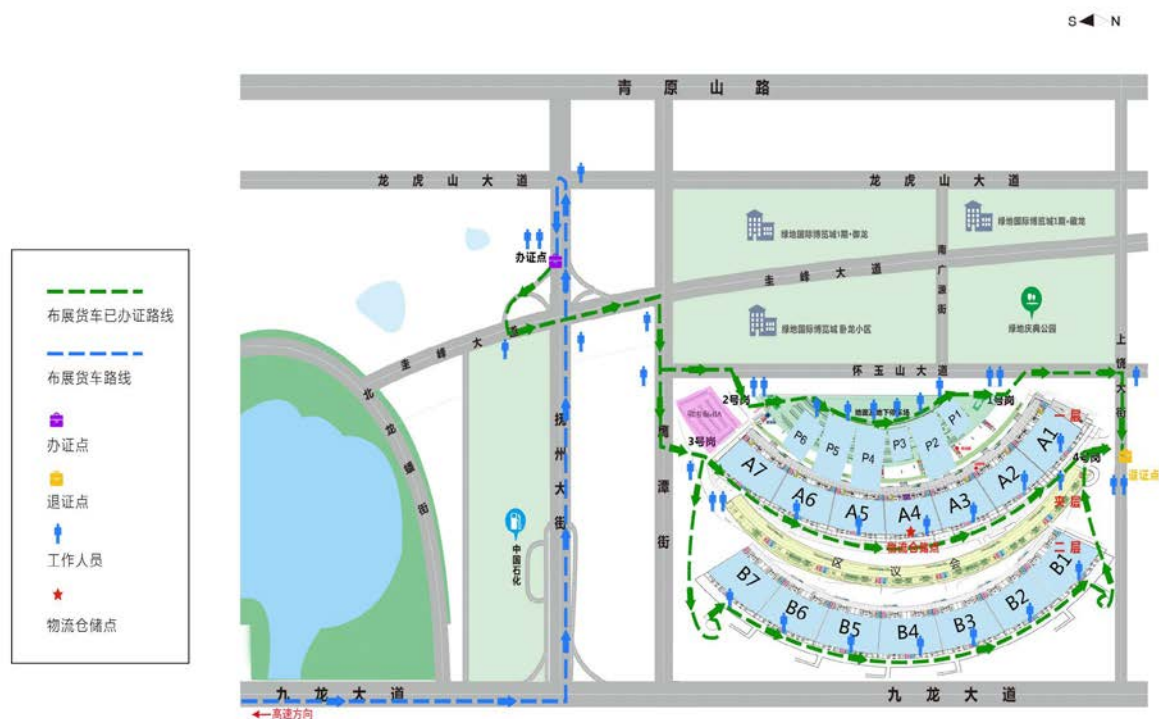 S N
青原山路
龙虎山大道
龙虎山大道
绿地国际博览城1期·御龙
绿地国际博览城1期·藏龙
南广源街
办证点
圭峰大道
北圭峰大道
绿地国际博览城 卧龙小区
绿地庆典公园
上饶大街
怀玉山大道
布展货车已办证路线
布展货车路线
办证点
退证点
工作人员
物流仓储点
龙蟠街
抚州大街
鹰潭街
中国石化
2号岗
1号岗
3号岗
4号岗
退证点
P6
P5
P4
P3
P2
P1
一层
A7
A6
A5
A4
A3
A2
A1
物流仓储点
夹层
会议区
二层
B7
B6
B5
B4
B3
B2
B1
九龙大道
九龙大道
高速方向